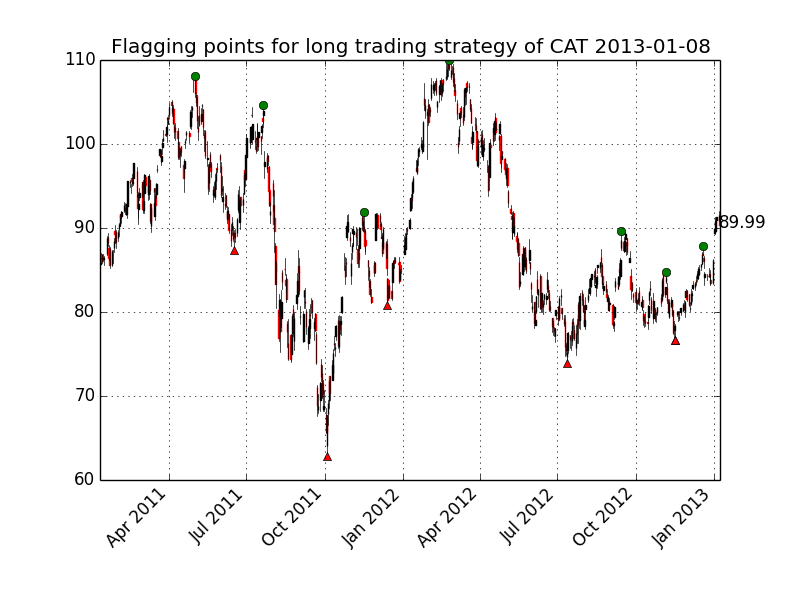 Flagging points for long trading strategy of CAT 2013-01-08
110
100
90
80
70
60
89.99
Apr 2011
Jul 2011
Oct 2011
Jan 2012
Apr 2012
Jul 2012
Oct 2012
Jan 2013